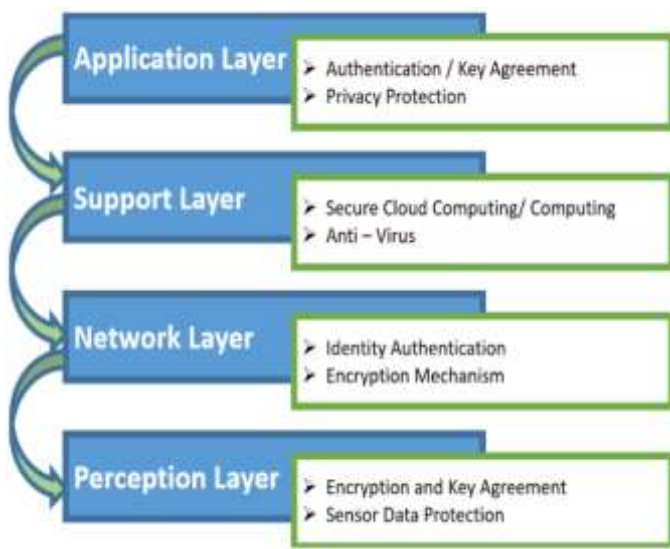 Application Layer
➢ Authentication / Key Agreement
➢ Privacy Protection
Support Layer
➢ Secure Cloud Computing/ Computing
➢ Anti – Virus
Network Layer
➢ Identity Authentication
➢ Encryption Mechanism
Perception Layer
➢ Encryption and Key Agreement
➢ Sensor Data Protection